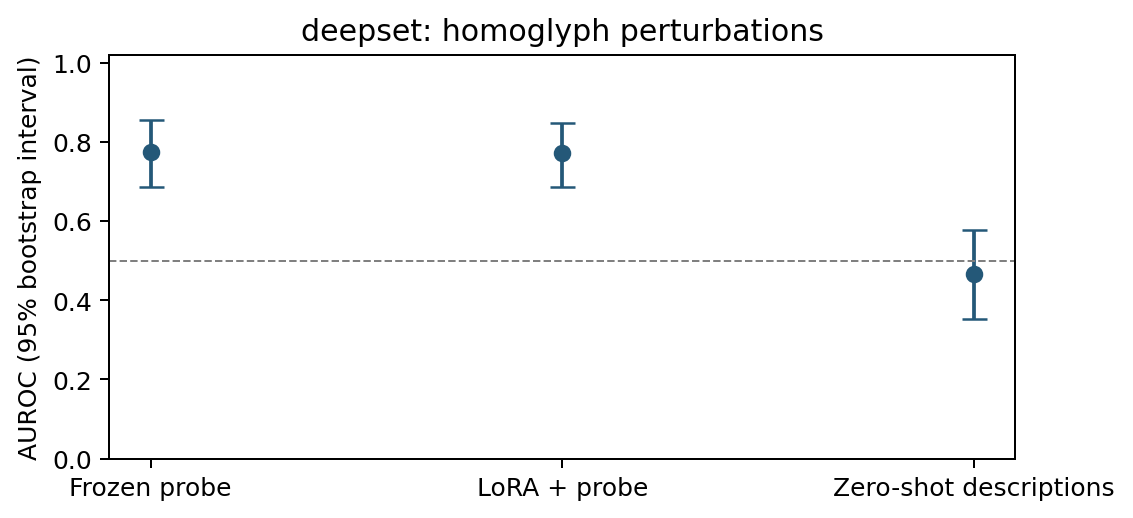 deepset: homoglyph perturbations
AUROC (95% bootstrap interval)
1.0
0.8
0.6
0.4
0.2
0.0
Frozen probe
LoRA + probe
Zero-shot descriptions